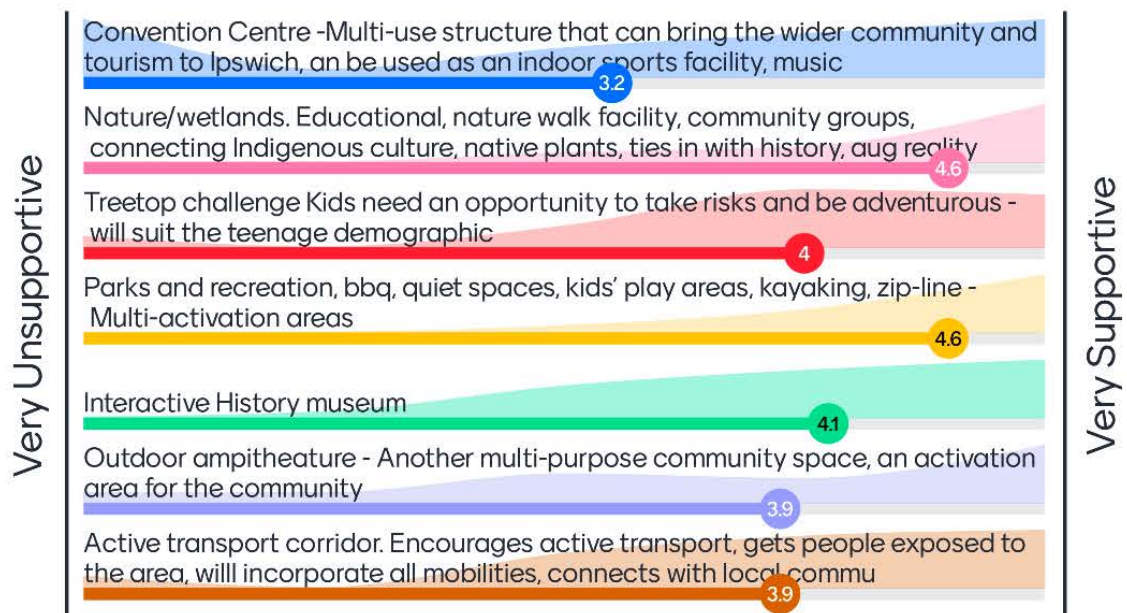 Very Unsupportive
Convention Centre -Multi-use structure that can bring the wider community and
tourism to Ipswich, an be used as an indoor sports facility, music
3.2
Nature/wetlands. Educational, nature walk facility, community groups,
connecting Indigenous culture, native plants, ties in with history, aug reality
4.6
Treetop challenge Kids need an opportunity to take risks and be adventurous -
will suit the teenage demographic
4
Parks and recreation, bbq, quiet spaces, kids' play areas, kayaking, zip-line -
Multi-activation areas
4.6
Interactive History museum
4.1
Outdoor ampitheature - Another multi-purpose community space, an activation
area for the community
3.9
Active transport corridor. Encourages active transport, gets people exposed to
the area, willl incorporate all mobilities, connects with local commu
3.9
Very Supportive